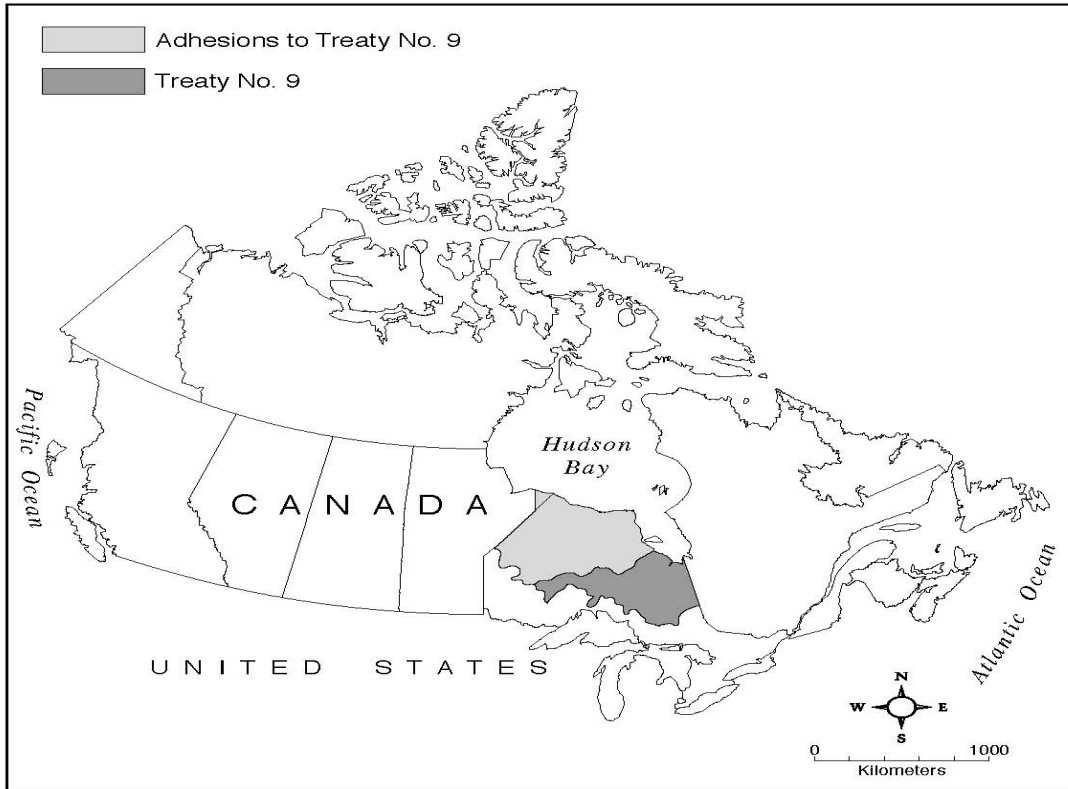 Adhesions to Treaty No. 9
Treaty No. 9
Pacific Ocean
Hudson
Bay
CANADA
UNITED STATES
Atlantic Ocean
N
W E
S
0 1000
Kilometers